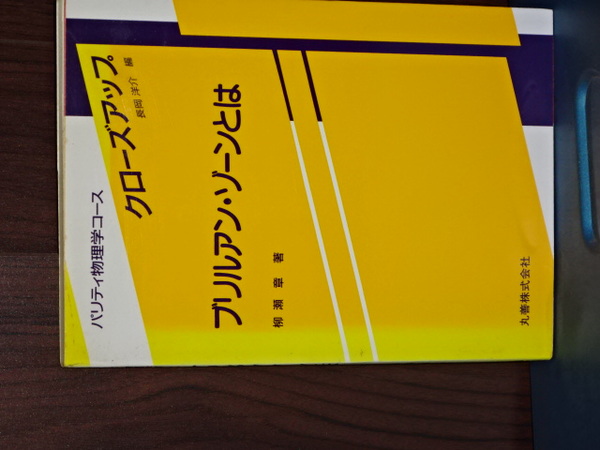 パリティ物理学コース
クローズアップ
長岡 洋介 編
ブリルアン・ゾーンとは
柳瀬 章 著
丸善株式会社